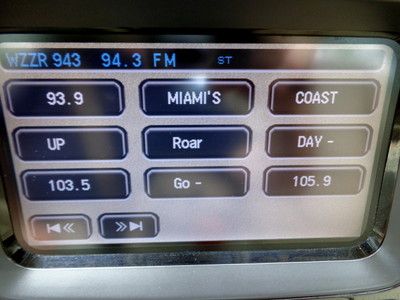 WZZR 943 94.3 FM ST
93.9 MIAMI'S COAST
UP Roar DAY -
103.5 Go - 105.9